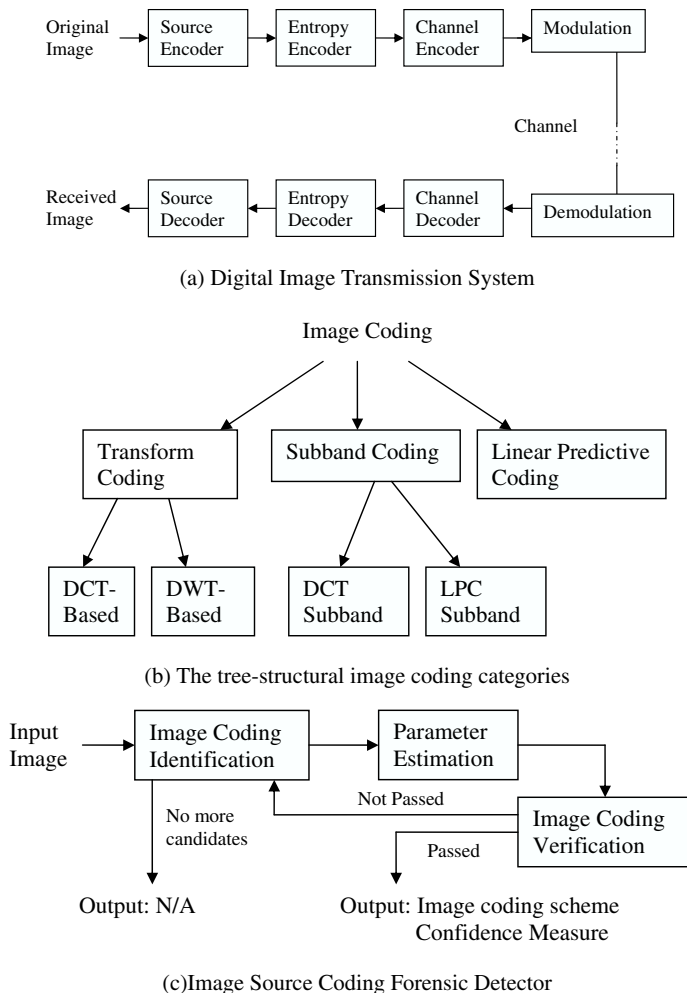 Original Image
Source Encoder
Entropy Encoder
Channel Encoder
Modulation
Channel
Received Image
Source Decoder
Entropy Decoder
Channel Decoder
Demodulation
(a) Digital Image Transmission System
Image Coding
Transform Coding
Subband Coding
Linear Predictive Coding
DCT-Based
DWT-Based
DCT Subband
LPC Subband
(b) The tree-structural image coding categories
Input Image
Image Coding Identification
Parameter Estimation
Not Passed
Image Coding Verification
No more candidates
Passed
Output: N/A
Output: Image coding scheme
Confidence Measure
(c)Image Source Coding Forensic Detector